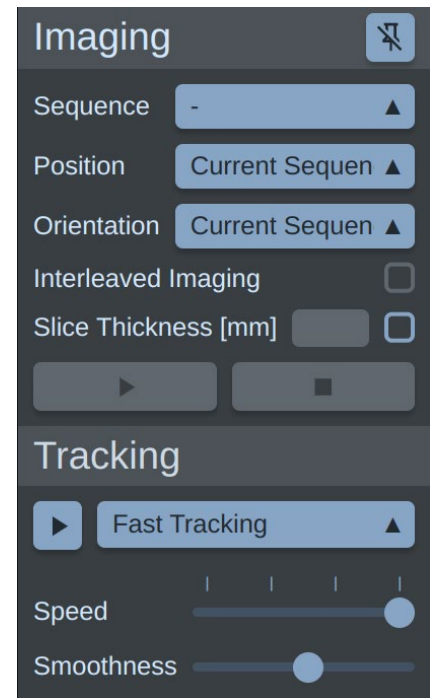 Imaging
Sequence -
Position Current Sequen
Orientation Current Sequen
Interleaved Imaging
Slice Thickness [mm]
Tracking
Fast Tracking
Speed
Smoothness